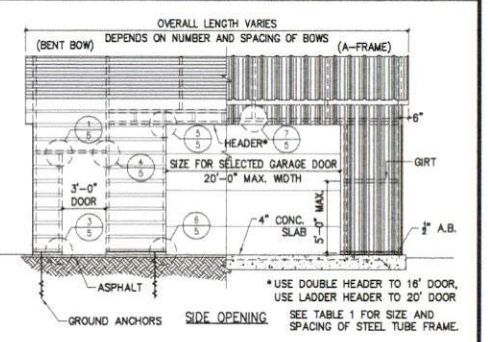 OVERALL LENGTH VARIES
DEPENDS ON NUMBER AND SPACING OF BOWS
(BENT BOW)
(A-FRAME)
6"
1
5
5
5
HEADER*
7
5
4
5
SIZE FOR SELECTED GARAGE DOOR
20'-0" MAX. WIDTH
GIRT
3'-0"
DOOR
5'-0" MAX.
3
5
6
5
4" CONC.
SLAB
½" A.B.
ASPHALT
*USE DOUBLE HEADER TO 16' DOOR,
USE LADDER HEADER TO 20' DOOR
GROUND ANCHORS
SIDE OPENING
SEE TABLE 1 FOR SIZE AND
SPACING OF STEEL TUBE FRAME.